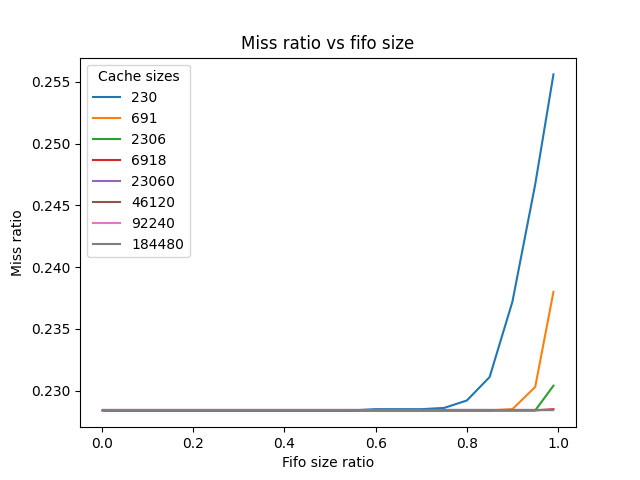 Miss ratio vs fifo size
Miss ratio
0.255
0.250
0.245
0.240
0.235
0.230
Cache sizes
230
691
2306
6918
23060
46120
92240
184480
0.0 0.2 0.4 0.6 0.8 1.0
Fifo size ratio